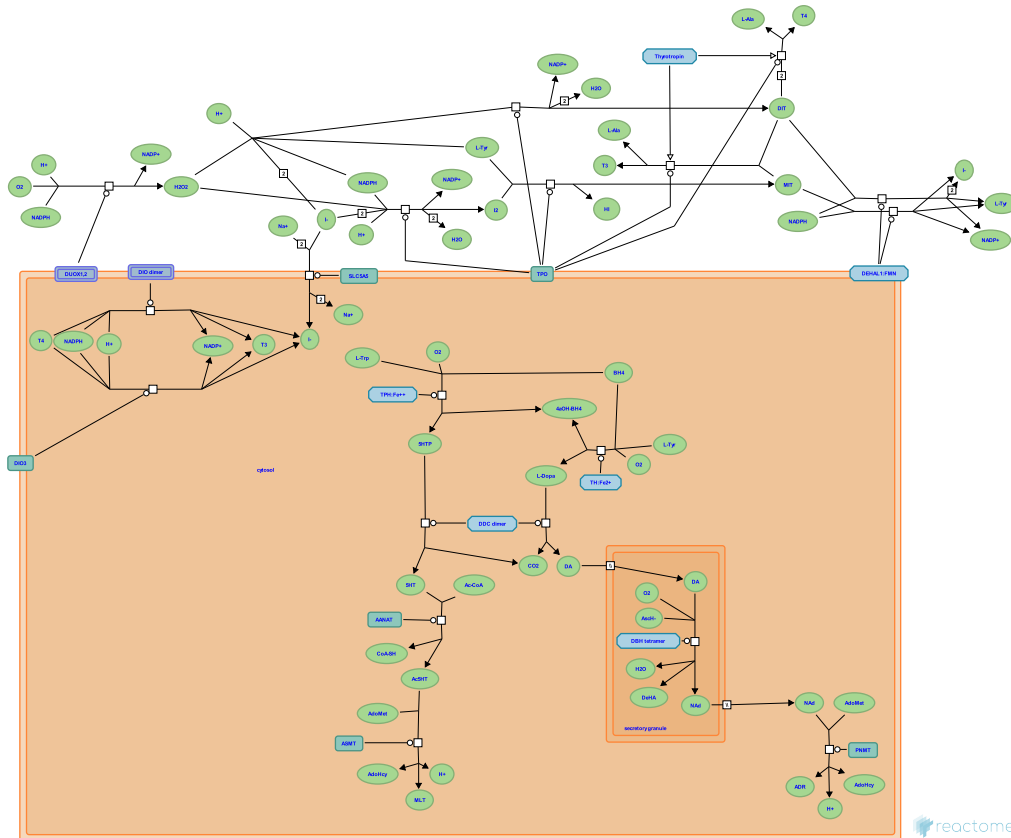 L-Ala
T4
Thyrotropin
NADP+
H2O
2
2
DIT
H+
L-Ala
NADP+
L-Tyr
T3
H+
O2
H2O2
NADPH
NADP+
MIT
I-
2
2
L-Tyr
NADPH
I-
2
I2
HI
NADPH
NADP+
Na+
H+
2
H2O
2
DUOX1,2
DIO dimer
SLC5A5
TPO
DEHAL1:FMN
2
Na+
T4
NADPH
H+
NADP+
T3
I-
L-Trp
O2
BH4
TPH:Fe++
4aOH-BH4
5HTP
L-Tyr
O2
DIO3
cytosol
L-Dopa
TH:Fe2+
DDC dimer
CO2
DA
DA
5HT
Ac-CoA
O2
AscH-
AANAT
DBH tetramer
CoA-SH
H2O
AcSHT
DeHA
NAd
NAd
AdoMet
AdoMet
secretory granule
ASMT
PNMT
AdoHcy
H+
ADR
AdoHcy
MLT
H+
reactome